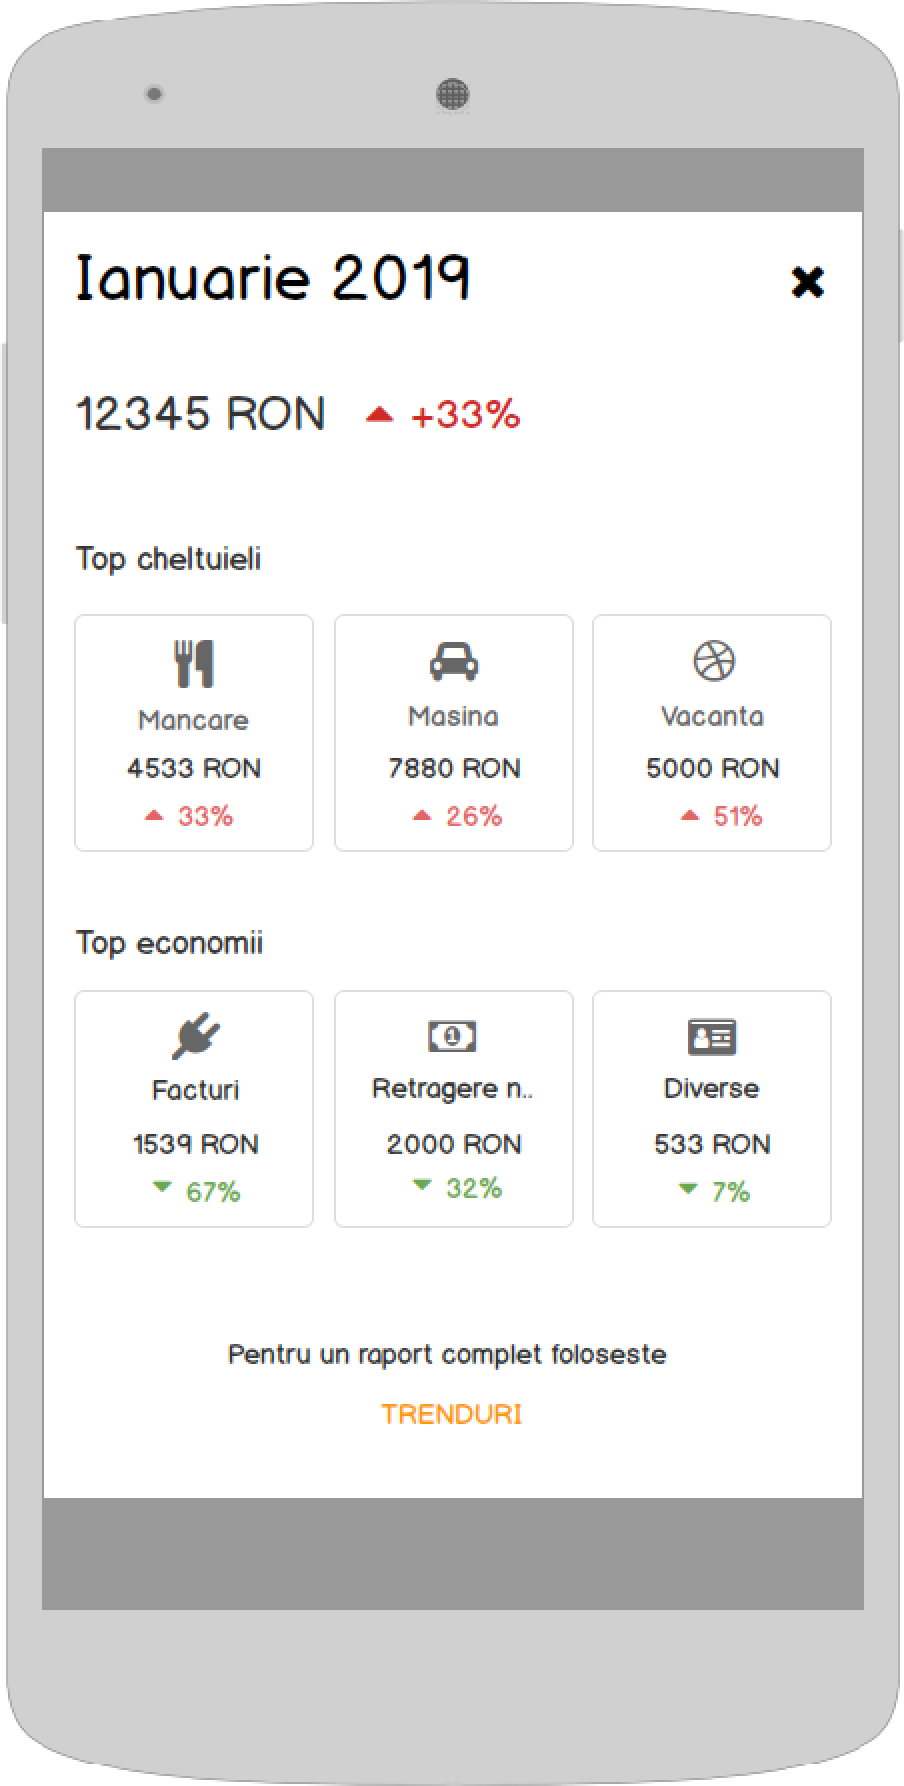 Ianuarie 2019
12345 RON +33%
Top cheltuieli
Mancare
4533 RON
33%
Masina
7880 RON
26%
Vacanta
5000 RON
51%
Top economii
Facturi
1539 RON
67%
Retragere n..
2000 RON
32%
Diverse
533 RON
7%
Pentru un raport complet foloseste
TRENDURI